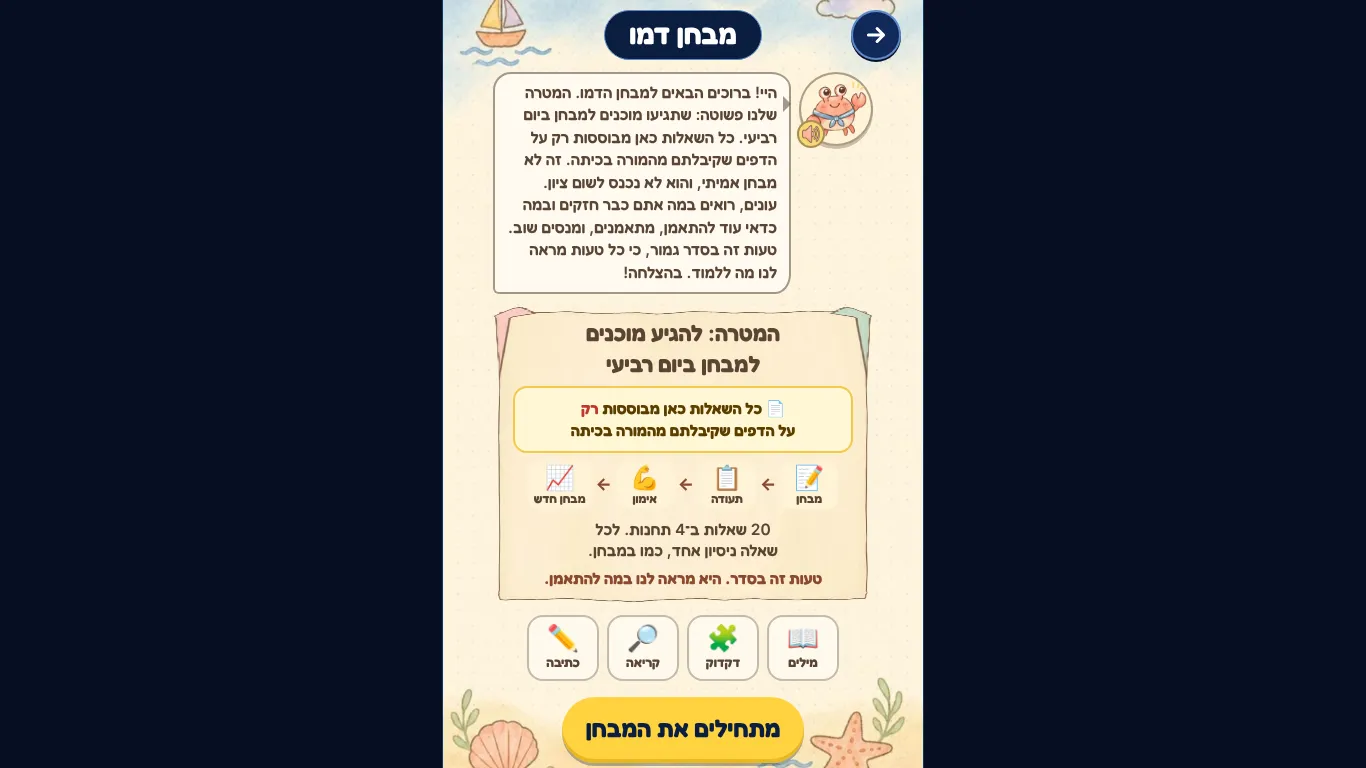 מבחן דמו
היי! ברוכים הבאים למבחן הדמו. המטרה
שלנו פשוטה: שתגיעו מוכנים למבחן ביום
רביעי. כל השאלות כאן מבוססות רק על
הדפים שקיבלתם מהמורה בכיתה. זה לא
מבחן אמיתי, והוא לא נכנס לשום ציון.
עונים, רואים במה אתם כבר חזקים ובמה
כדאי עוד להתאמן, מתאמנים, ומנסים שוב.
טעות זה בסדר גמור, כי כל טעות מראה
לנו מה ללמוד. בהצלחה!
המטרה: להגיע מוכנים
למבחן ביום רביעי
כל השאלות כאן מבוססות רק
על הדפים שקיבלתם מהמורה בכיתה
מבחן ← תעודה ← אימון ← מבחן חדש
20 שאלות ב־4 תחנות. לכל
שאלה ניסיון אחד, כמו במבחן.
טעות זה בסדר. היא מראה לנו במה להתאמן.
מילים דקדוק קריאה כתיבה
מתחילים את המבחן